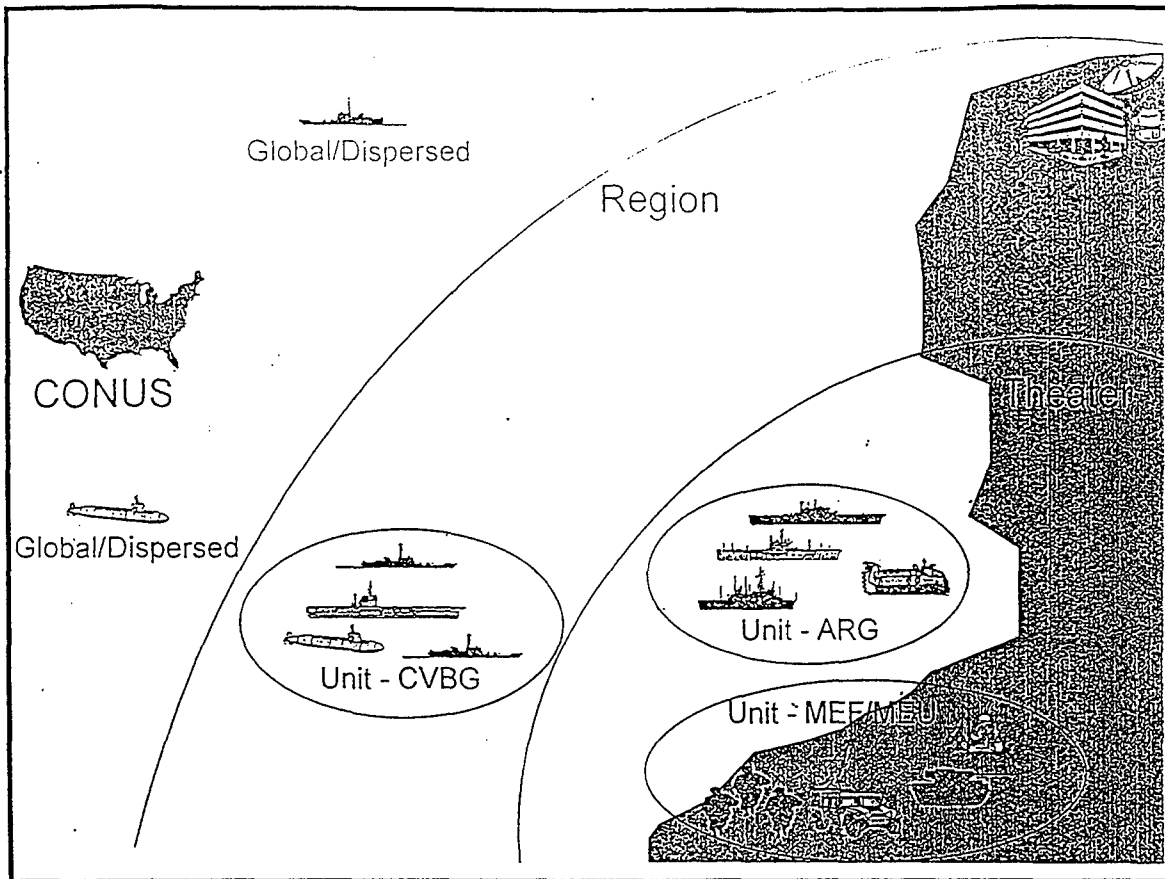 Global/Dispersed
Region
CONUS
Theater
Global/Dispersed
Unit - ARG
Unit - CVBG
Unit - MEF/MEU